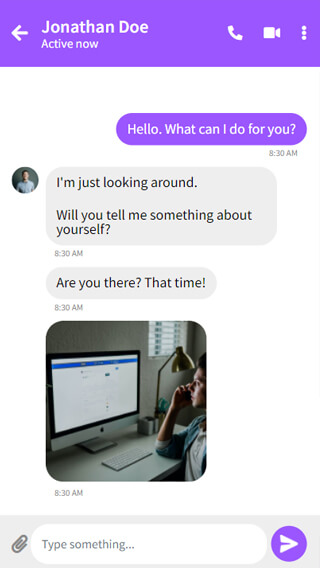 Jonathan Doe
Active now
Hello. What can I do for you?
8:30 AM
I'm just looking around.
Will you tell me something about
yourself?
8:30 AM
Are you there? That time!
8:30 AM
8:30 AM
Type something...